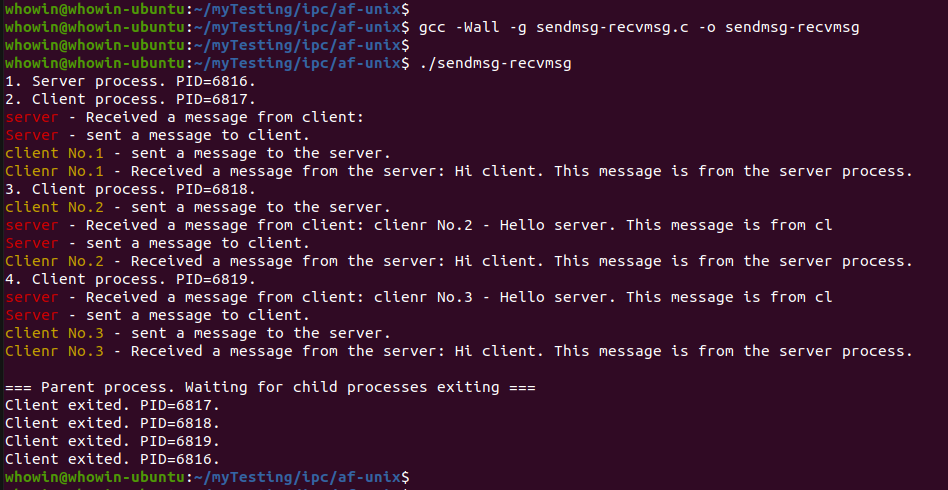 whowin@whowin-ubuntu:~/myTesting/ipc/af-unix$
whowin@whowin-ubuntu:~/myTesting/ipc/af-unix$ gcc -Wall -g sendmsg-recvmsg.c -o sendmsg-recvmsg
whowin@whowin-ubuntu:~/myTesting/ipc/af-unix$
whowin@whowin-ubuntu:~/myTesting/ipc/af-unix$ ./sendmsg-recvmsg
1. Server process. PID=6816.
2. Client process. PID=6817.
server - Received a message from client:
Server - sent a message to client.
client No.1 - sent a message to the server.
Clienr No.1 - Received a message from the server: Hi client. This message is from the server process.
3. Client process. PID=6818.
client No.2 - sent a message to the server.
server - Received a message from client: clienr No.2 - Hello server. This message is from cl
Server - sent a message to client.
Clienr No.2 - Received a message from the server: Hi client. This message is from the server process.
4. Client process. PID=6819.
server - Received a message from client: clienr No.3 - Hello server. This message is from cl
Server - sent a message to client.
client No.3 - sent a message to the server.
Clienr No.3 - Received a message from the server: Hi client. This message is from the server process.
=== Parent process. Waiting for child processes exiting ===
Client exited. PID=6817.
Client exited. PID=6818.
Client exited. PID=6819.
Client exited. PID=6816.
whowin@whowin-ubuntu:~/myTesting/ipc/af-unix$